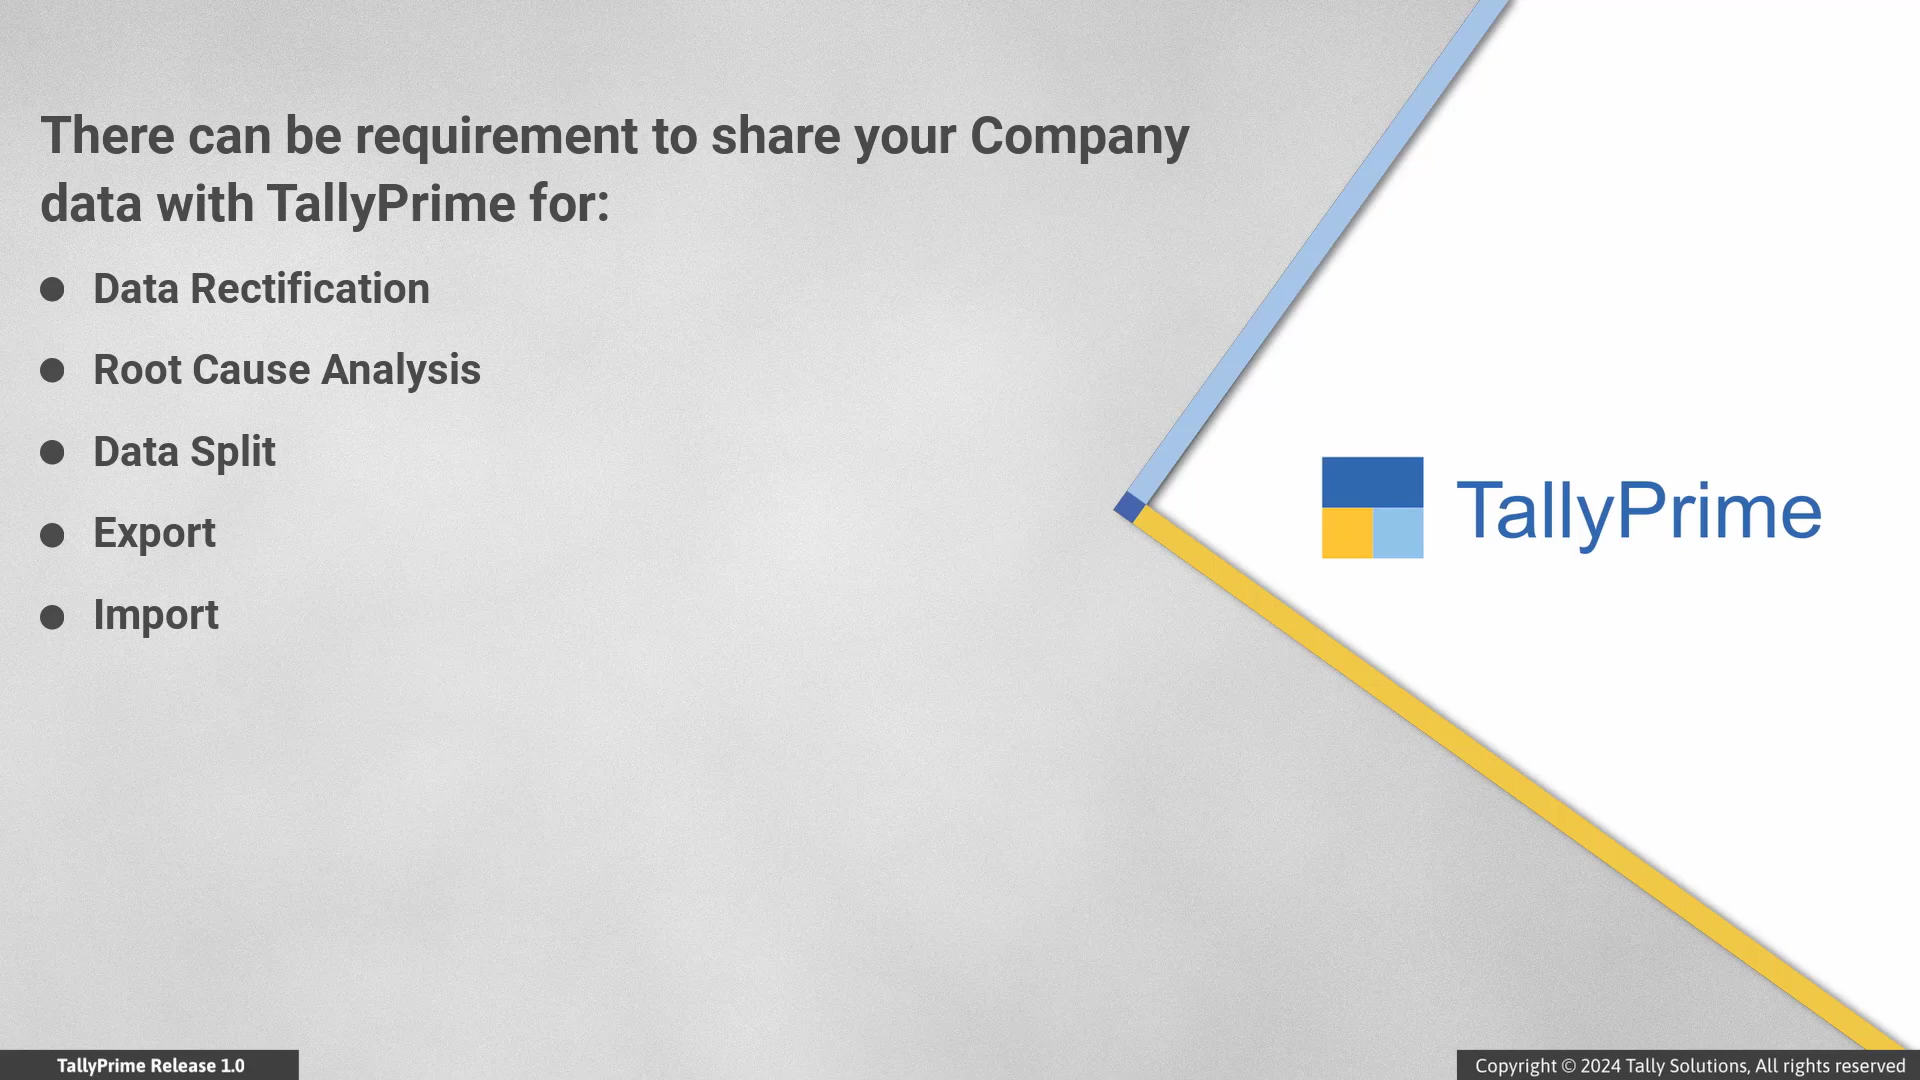 There can be requirement to share your Company
data with TallyPrime for:
● Data Rectification
● Root Cause Analysis
● Data Split
● Export
● Import
TallyPrime
TallyPrime Release 1.0
Copyright © 2024 Tally Solutions, All rights reserved